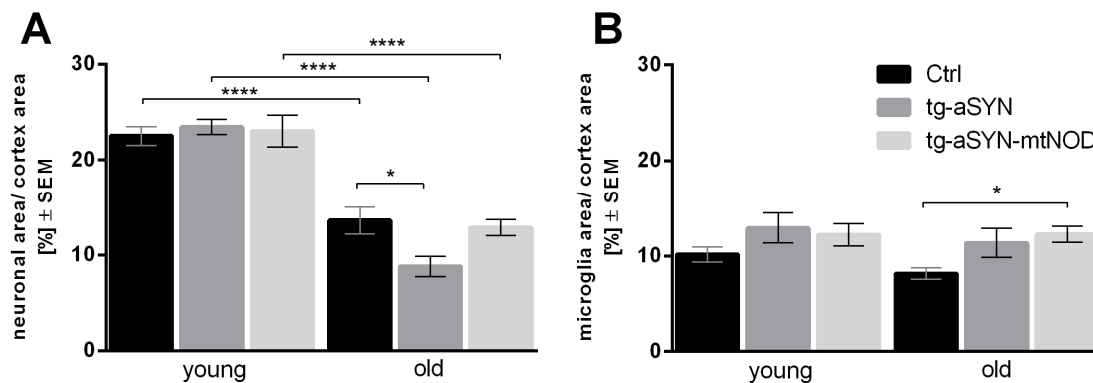 A
neuronal area/ cortex area
[%] ± SEM
30
20
10
0
****
****
****
*
young
old
B
microglia area/ cortex area
[%] ± SEM
30
20
10
0
Ctrl
tg-aSYN
tg-aSYN-mtNOD
*
young
old